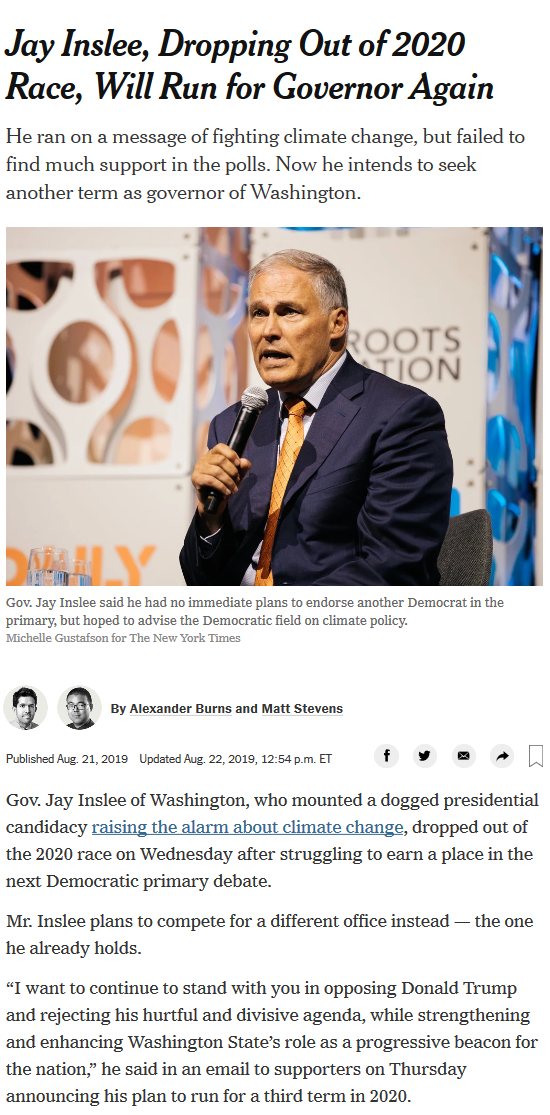 Jay Inslee, Dropping Out of 2020
Race, Will Run for Governor Again
He ran on a message of fighting climate change, but failed to
find much support in the polls. Now he intends to seek
another term as governor of Washington.
ROOTS
TION
Gov. Jay Inslee said he had no immediate plans to endorse another Democrat in the
primary, but hoped to advise the Democratic field on climate policy.
Michelle Gustafson for The New York Times
By Alexander Burns and Matt Stevens
Published Aug. 21, 2019 Updated Aug. 22, 2019, 12:54 p.m. ET
Gov. Jay Inslee of Washington, who mounted a dogged presidential
candidacy raising the alarm about climate change, dropped out of
the 2020 race on Wednesday after struggling to earn a place in the
next Democratic primary debate.
Mr. Inslee plans to compete for a different office instead — the one
he already holds.
“I want to continue to stand with you in opposing Donald Trump
and rejecting his hurtful and divisive agenda, while strengthening
and enhancing Washington State’s role as a progressive beacon for
the nation,” he said in an email to supporters on Thursday
announcing his plan to run for a third term in 2020.